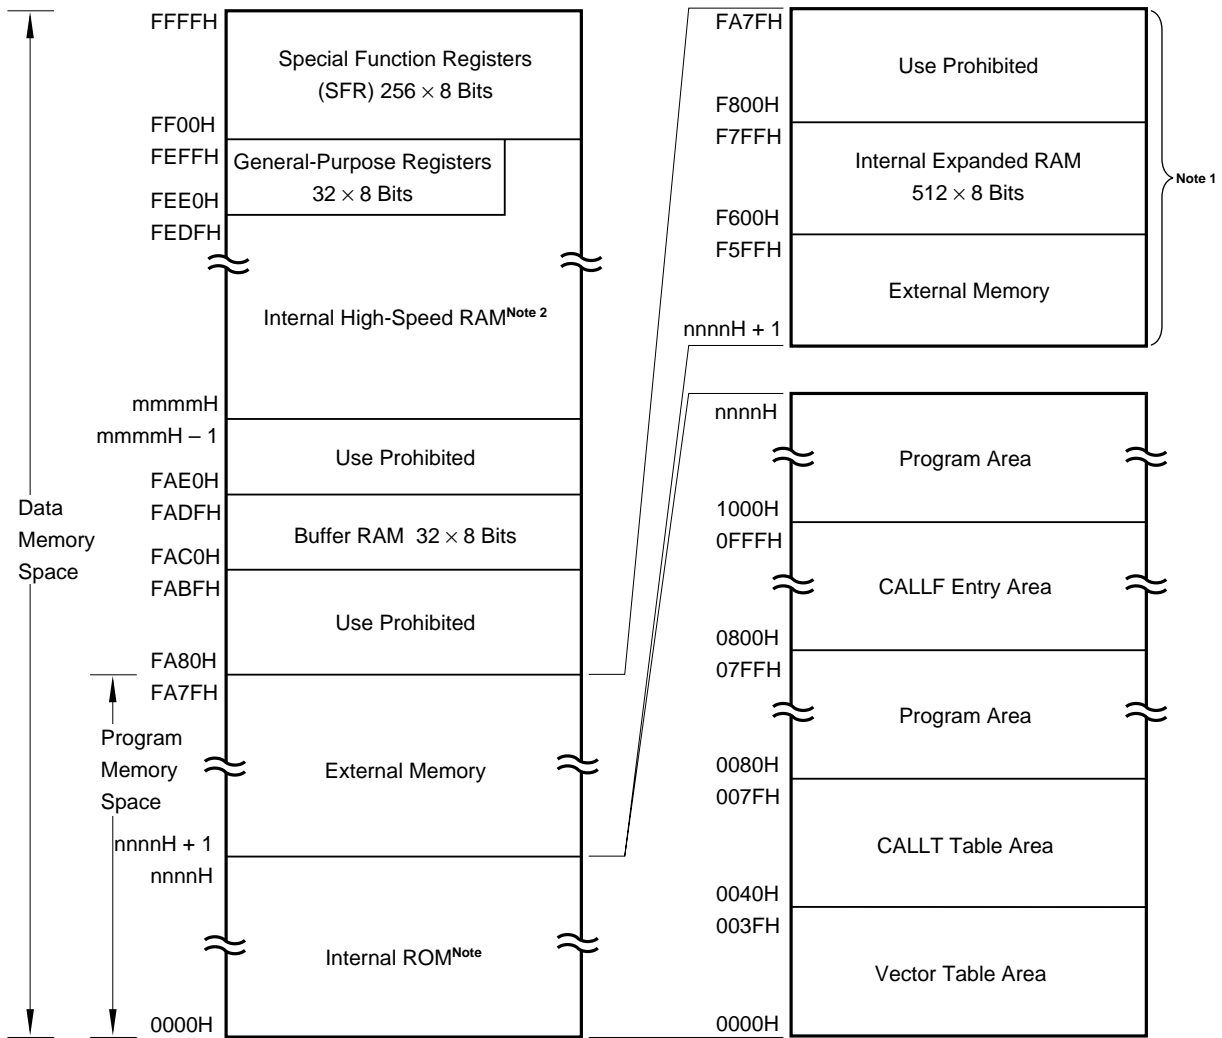 FFFFH
Special Function Registers
(SFR) 256 × 8 Bits
FF00H
FEFFH
General-Purpose Registers
32 × 8 Bits
FEE0H
FEDFH
Internal High-Speed RAM Note 2
mmmmH
mmmmH – 1
Use Prohibited
FAE0H
FADFH
Buffer RAM 32 × 8 Bits
FAC0H
FABFH
Use Prohibited
FA80H
FA7FH
External Memory
nnnnH + 1
nnnnH
Internal ROM Note
0000H
Data
Memory
Space
Program
Memory
Space
FA7FH
Use Prohibited
F800H
F7FFH
Internal Expanded RAM
512 × 8 Bits
F600H
F5FFH
External Memory
nnnnH + 1
Note 1
nnnnH
Program Area
1000H
0FFFH
CALLF Entry Area
0800H
07FFH
Program Area
0080H
007FH
CALLT Table Area
0040H
003FH
Vector Table Area
0000H